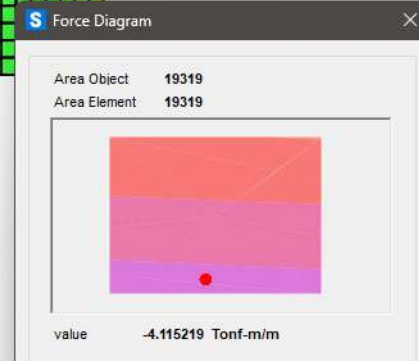 S Force Diagram
Area Object 19319
Area Element 19319
value -4.115219 Tonf-m/m